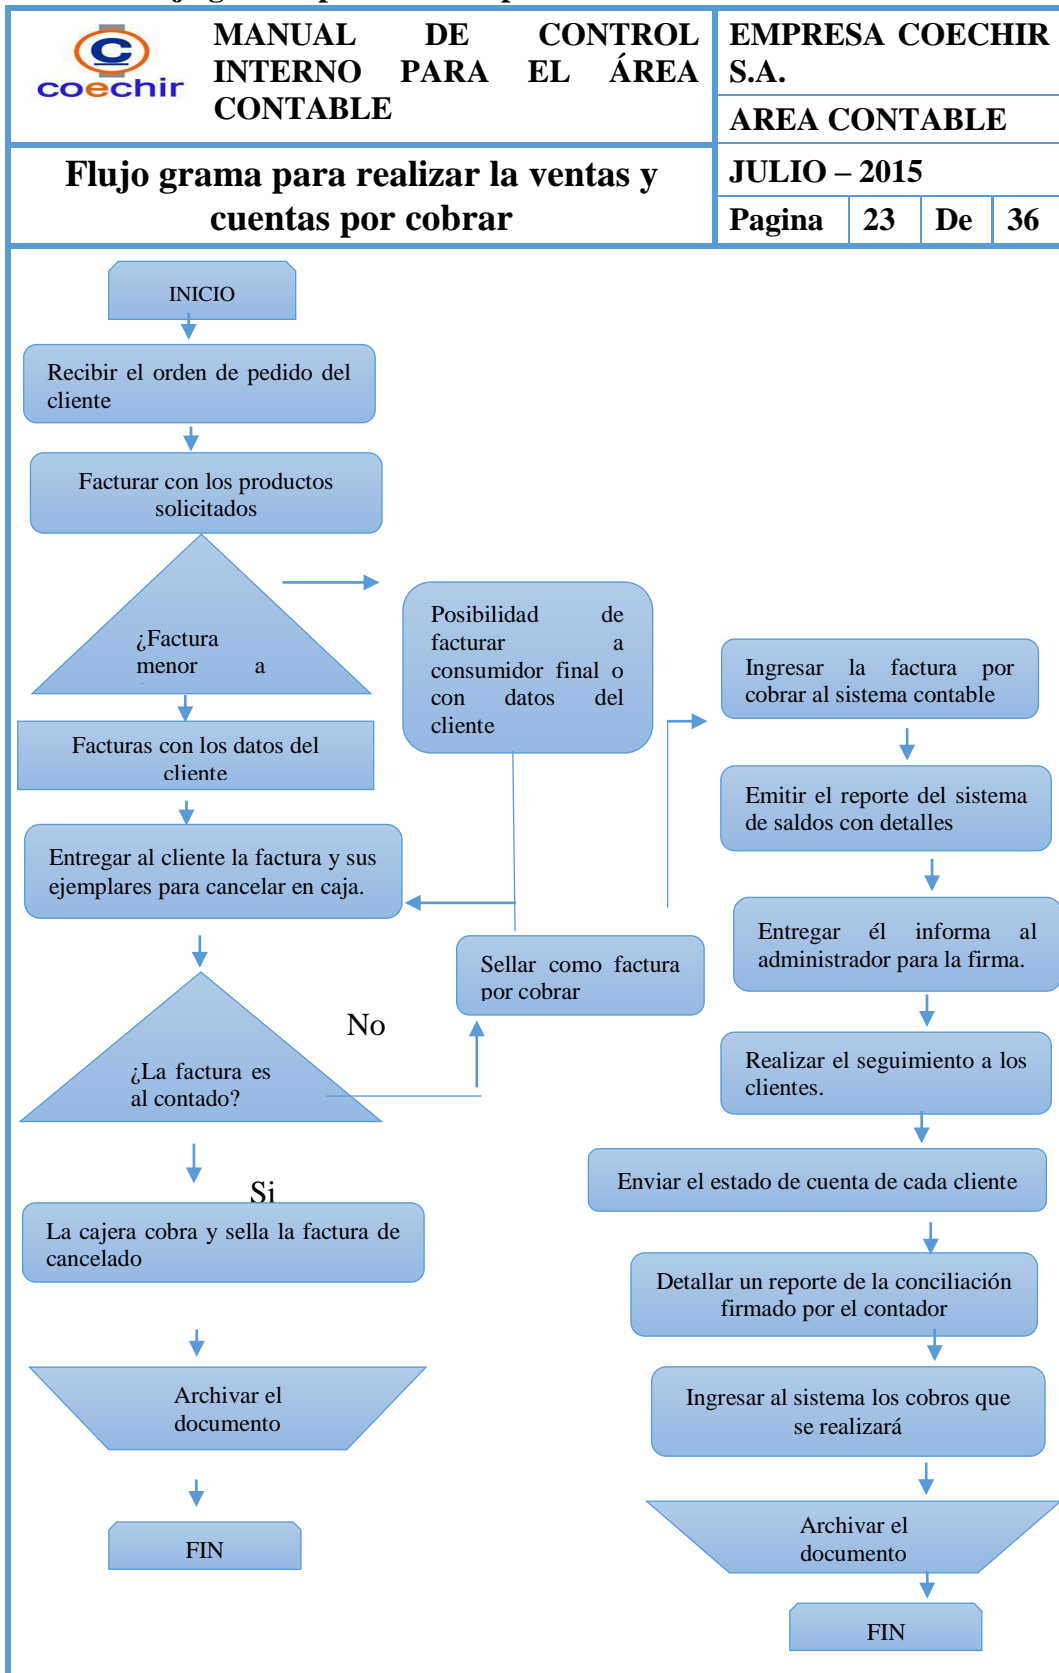 coechir
MANUAL DE CONTROL
INTERNO PARA EL ÁREA
CONTABLE
EMPRESA COECHIR
S.A.
AREA CONTABLE
Flujo grama para realizar la ventas y
cuentas por cobrar
JULIO – 2015
Pagina 23 De 36
INICIO
Recibir el orden de pedido del
cliente
Facturar con los productos
solicitados
¿Factura
menor a
Posibilidad de
facturar a
consumidor final o
con datos del
cliente
Facturas con los datos del
cliente
Entregar al cliente la factura y sus
ejemplares para cancelar en caja.
¿La factura es
al contado?
No
Sellar como factura
por cobrar
Si
La cajera cobra y sella la factura de
cancelado
Archivar el
documento
FIN
Ingresar la factura por
cobrar al sistema contable
Emitir el reporte del sistema
de saldos con detalles
Entregar él informa al
administrador para la firma.
Realizar el seguimiento a los
clientes.
Enviar el estado de cuenta de cada cliente
Detallar un reporte de la conciliación
firmado por el contador
Ingresar al sistema los cobros que
se realizará
Archivar el
documento
FIN